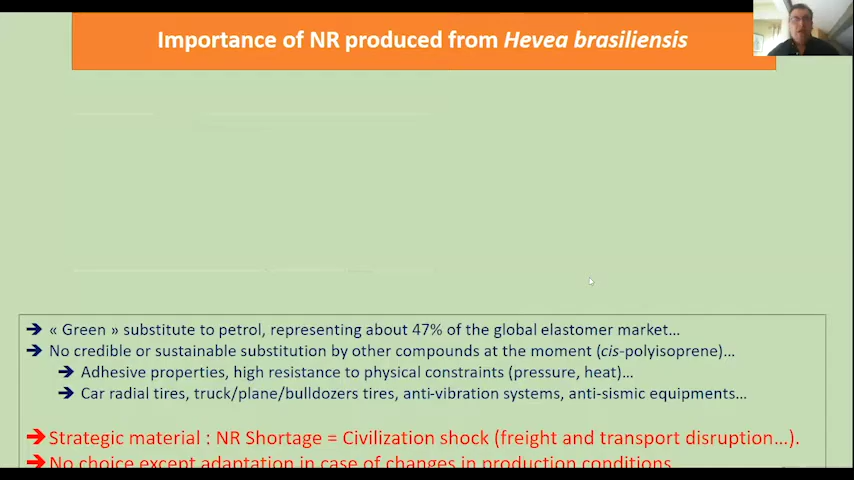 Importance of NR produced from Hevea brasiliensis
➔ « Green » substitute to petrol, representing about 47% of the global elastomer market...
➔ No credible or sustainable substitution by other compounds at the moment (cis-polyisoprene)...
➔ Adhesive properties, high resistance to physical constraints (pressure, heat)...
➔ Car radial tires, truck/plane/bulldozers tires, anti-vibration systems, anti-sismic equipments...
➔ Strategic material : NR Shortage = Civilization shock (freight and transport disruption...).
➔ No choice except adaptation in case of changes in production conditions